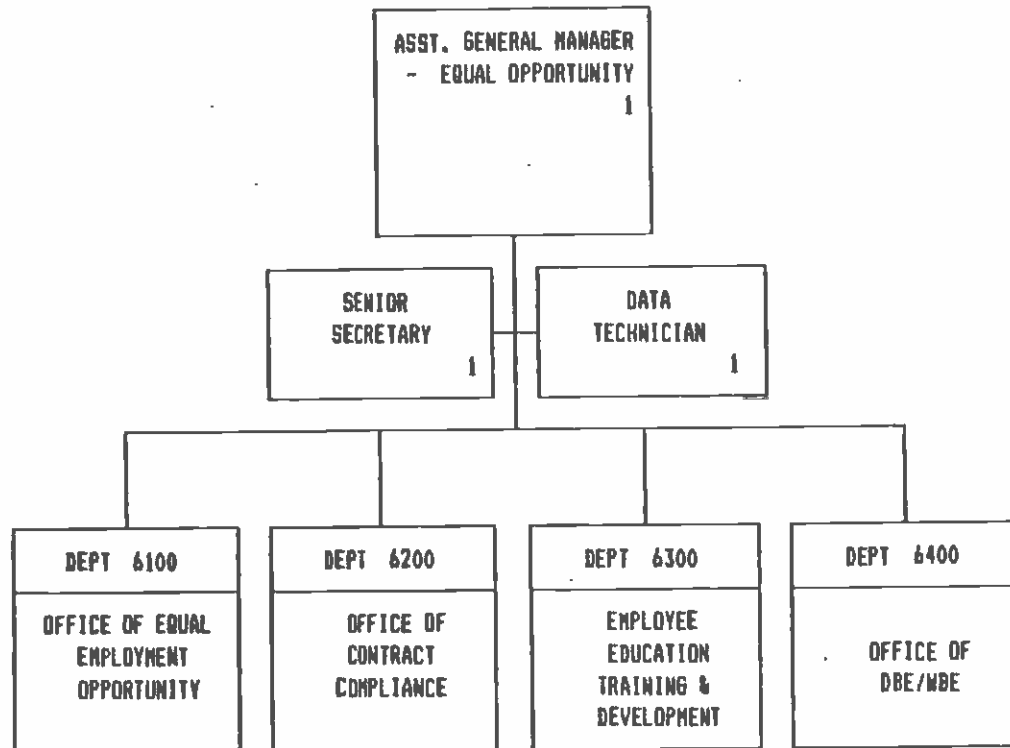 ASST. GENERAL MANAGER
- EQUAL OPPORTUNITY
1
SENIOR
SECRETARY
1
DATA
TECHNICIAN
1
DEPT 6100
OFFICE OF EQUAL
EMPLOYMENT
OPPORTUNITY
DEPT 6200
OFFICE OF
CONTRACT
COMPLIANCE
DEPT 6300
EMPLOYEE
EDUCATION
TRAINING &
DEVELOPMENT
DEPT 6400
OFFICE OF
DBE/WBE